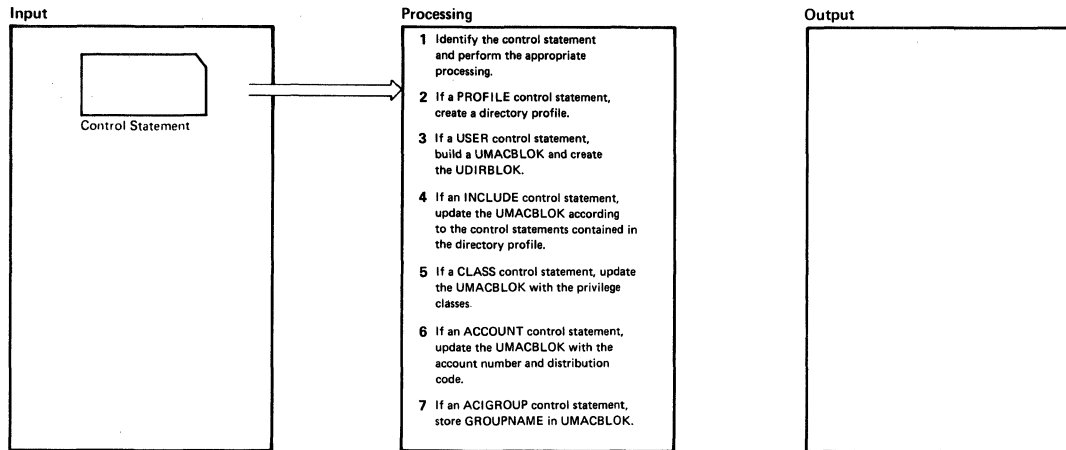 Input
Control Statement
Processing
1 Identify the control statement
and perform the appropriate
processing.
2 If a PROFILE control statement,
create a directory profile.
3 If a USER control statement,
build a UMACBLOK and create
the UDIRBLOK.
4 If an INCLUDE control statement,
update the UMACBLOK according
to the control statements contained in
the directory profile.
5 If a CLASS control statement, update
the UMACBLOK with the privilege
classes.
6 If an ACCOUNT control statement,
update the UMACBLOK with the
account number and distribution
code.
7 If an ACIGROUP control statement,
store GROUPNAME in UMACBLOK.
Output